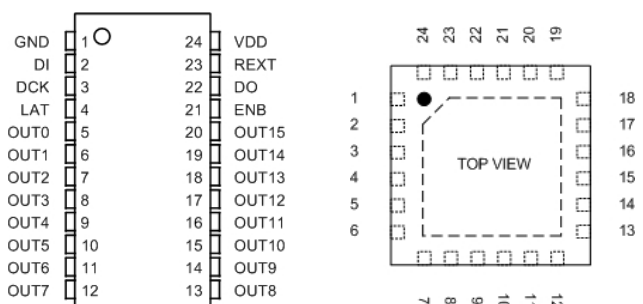 GND 1 24 VDD
DI 2 23 REXT
DCK 3 22 DO
LAT 4 21 ENB
OUT0 5 20 OUT15
OUT1 6 19 OUT14
OUT2 7 18 OUT13
OUT3 8 17 OUT12
OUT4 9 16 OUT11
OUT5 10 15 OUT10
OUT6 11 14 OUT9
OUT7 12 13 OUT8
24 23 22 21 20 19
1 18
2 17
3 16
TOP VIEW
4 15
5 14
6 13